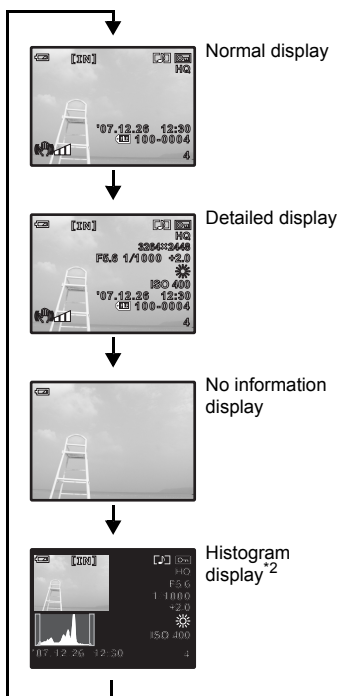 Normal display
[IN]
HQ
'07.12.26 12:30
100-0004
4
Detailed display
[IN]
HQ
3264×2448
F5.6 1/1000 +2.0
ISO 400
'07.12.26 12:30
100-0004
4
No information
display
Histogram
display*2
[IN]
HQ
F5.6
1/1000
+2.0
ISO 400
'07.12.26 12:30
4